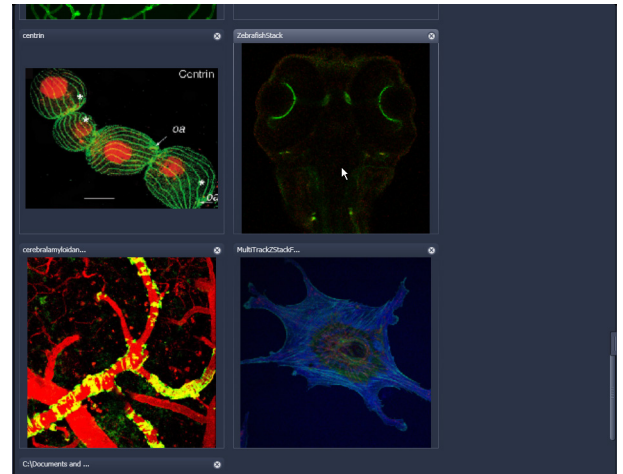 centrin
ZebrafishStack
Centrin
oa
oa
cerebralamyloidan...
MultiTrackZStackF...
C:\Documents and ...